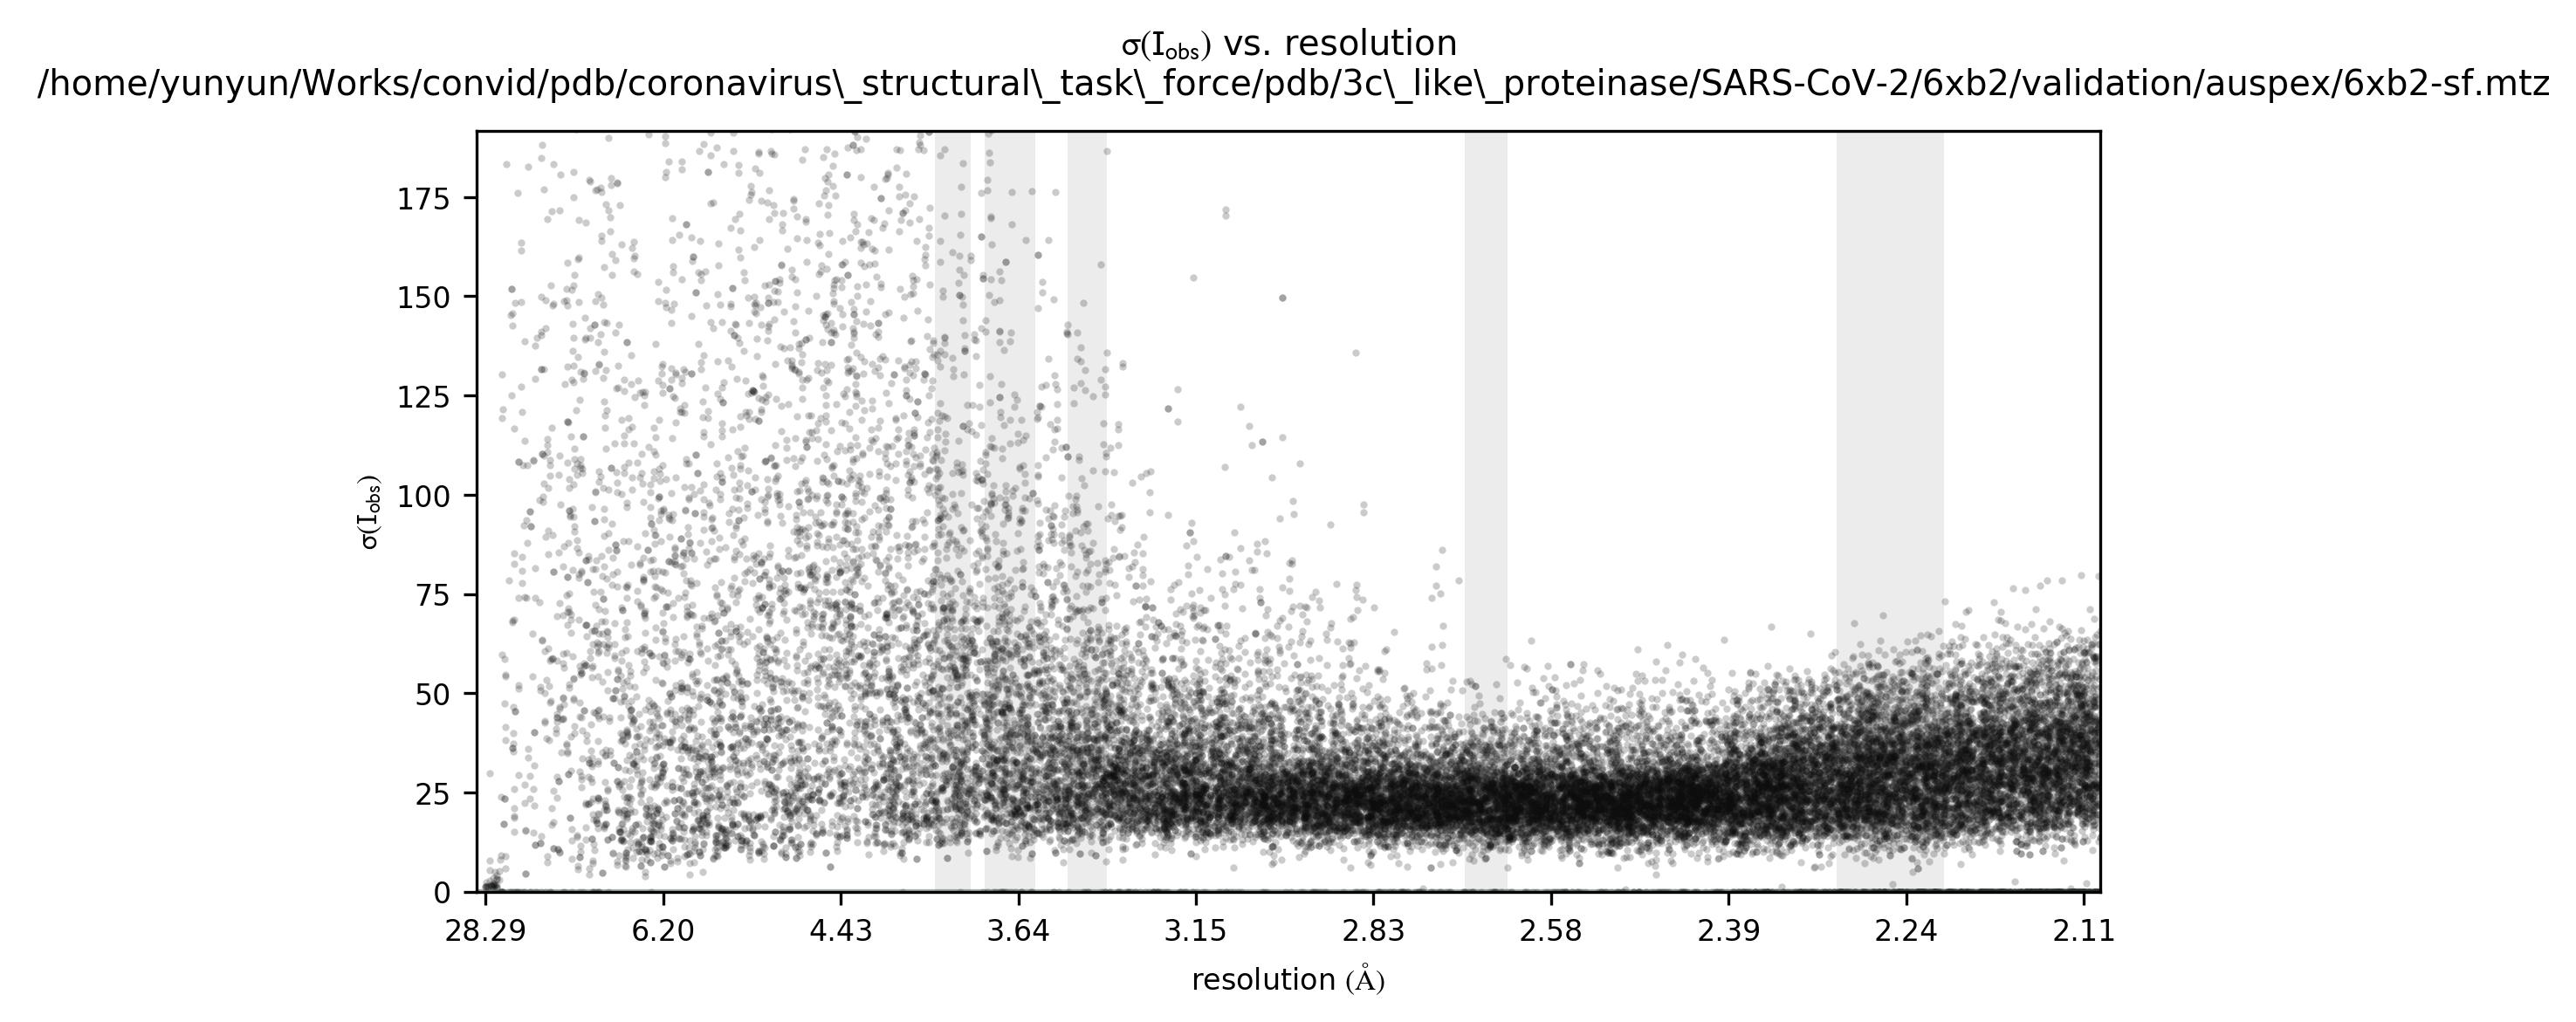 σ(I_obs) vs. resolution
/home/yunyun/Works/convid/pdb/coronavirus\_structural\_task\_force/pdb/3c\_like\_proteinase/SARS-CoV-2/6xb2/validation/auspex/6xb2-sf.mtz
σ(I_obs)
175
150
125
100
75
50
25
0
28.29 6.20 4.43 3.64 3.15 2.83 2.58 2.39 2.24 2.11
resolution (Å)